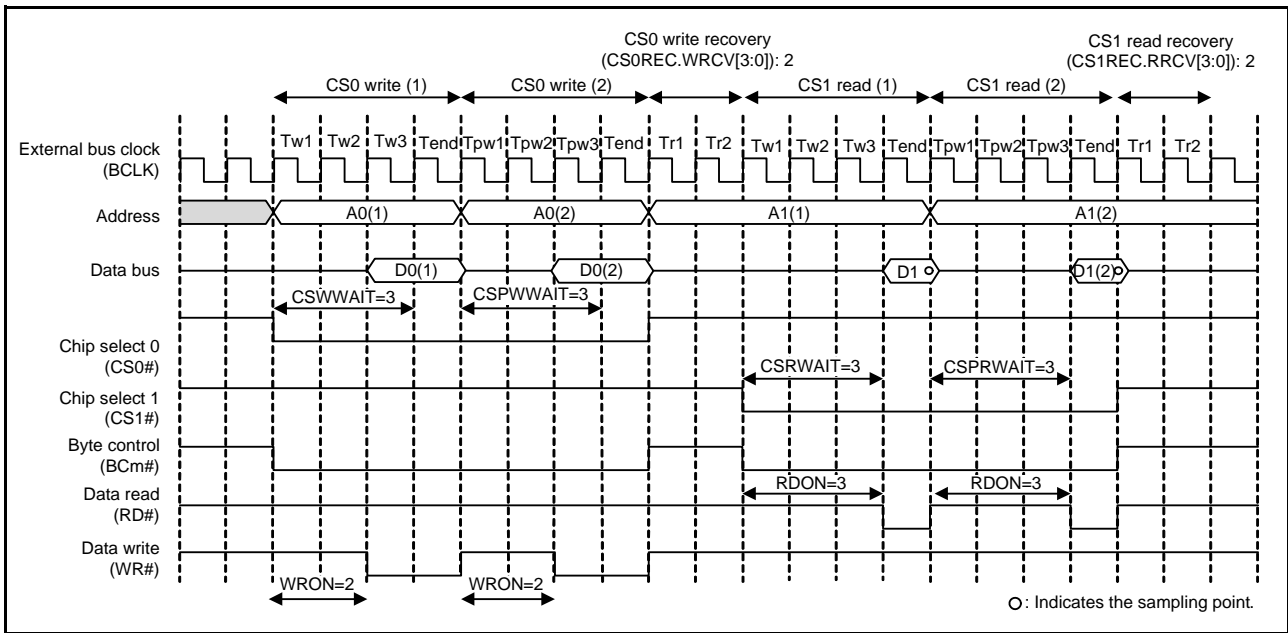 CS0 write recovery
(CS0REC.WRCV[3:0]): 2
CS1 read recovery
(CS1REC.RRCV[3:0]): 2
CS0 write (1) CS0 write (2) CS1 read (1) CS1 read (2)
Tw1 Tw2 Tw3 Tend Tpw1 Tpw2 Tpw3 Tend Tr1 Tr2 Tw1 Tw2 Tw3 Tend Tpw1 Tpw2 Tpw3 Tend Tr1 Tr2
External bus clock
(BCLK)
Address A0(1) A0(2) A1(1) A1(2)
Data bus D0(1) D0(2) D1 D1(2)
CSWWAIT=3 CSPWWAIT=3
Chip select 0
(CS0#)
CSRWAIT=3 CSPRWAIT=3
Chip select 1
(CS1#)
Byte control
(BCm#)
RDON=3 RDON=3
Data read
(RD#)
Data write
(WR#)
WRON=2 WRON=2
O: Indicates the sampling point.